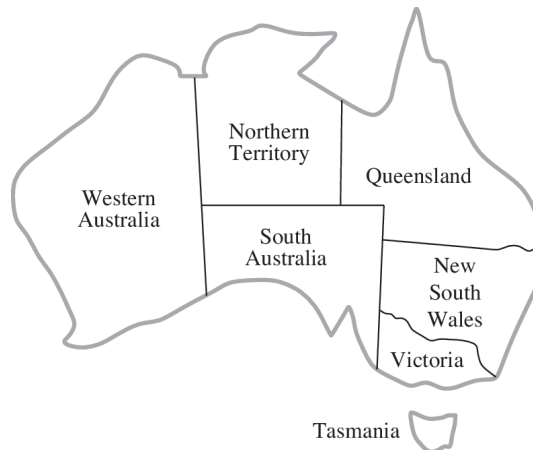 Northern
Territory
Queensland
Western
Australia
South
Australia
New
South
Wales
Victoria
Tasmania